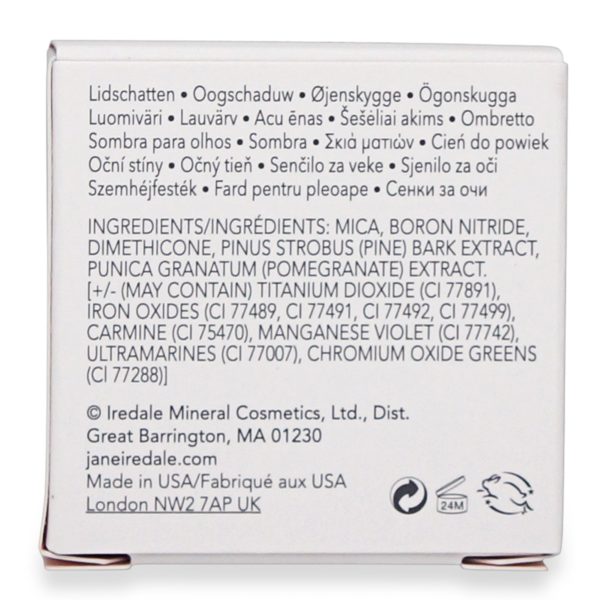 Lidschatten • Oogschaduw • Øjenskygge • Ögonskugga
Luomiväri • Lauvärv • Acu ēnas • Šešėliai akims • Ombretto
Sombra para olhos • Sombra • Σκιά ματιών • Cień do powiek
Oční stíny • Očný tieň • Senčilo za veke • Sjenilo za oči
Szemhéjfesték • Fard pentru pleoape • Сенки за очи
INGREDIENTS/INGRÉDIENTS: MICA, BORON NITRIDE,
DIMETHICONE, PINUS STROBUS (PINE) BARK EXTRACT,
PUNICA GRANATUM (POMEGRANATE) EXTRACT.
[+/- (MAY CONTAIN) TITANIUM DIOXIDE (CI 77891),
IRON OXIDES (CI 77489, CI 77491, CI 77492, CI 77499),
CARMINE (CI 75470), MANGANESE VIOLET (CI 77742),
ULTRAMARINES (CI 77007), CHROMIUM OXIDE GREENS
(CI 77288)]
© Iredale Mineral Cosmetics, Ltd., Dist.
Great Barrington, MA 01230
janeiredale.com
Made in USA/Fabriqué aux USA
London NW2 7AP UK
24M